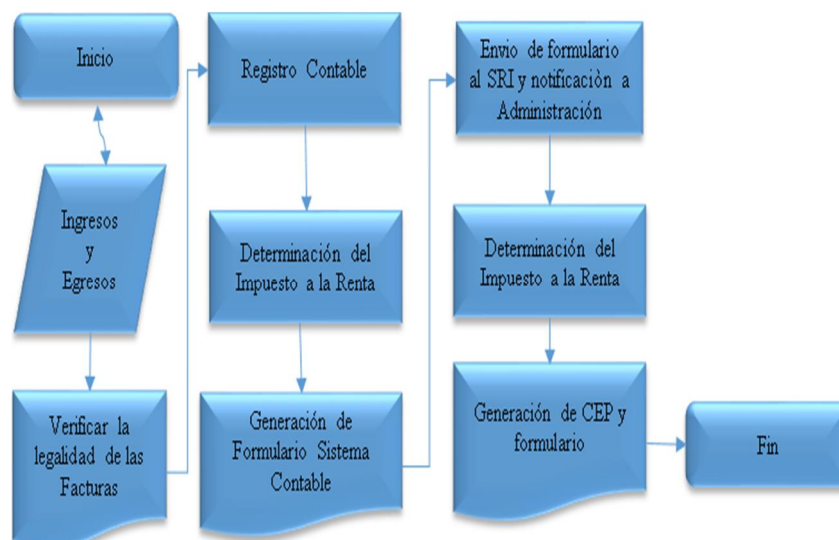 Inicio
Ingresos
y
Egresos
Verificar la
legalidad de las
Facturas
Registro Contable
Determinación del
Impuesto a la Renta
Generación de
Formulario Sistema
Contable
Envio de formulario
al SRI y notificaciòn a
Administración
Determinación del
Impuesto a la Renta
Generación de CEP y
formulario
Fin